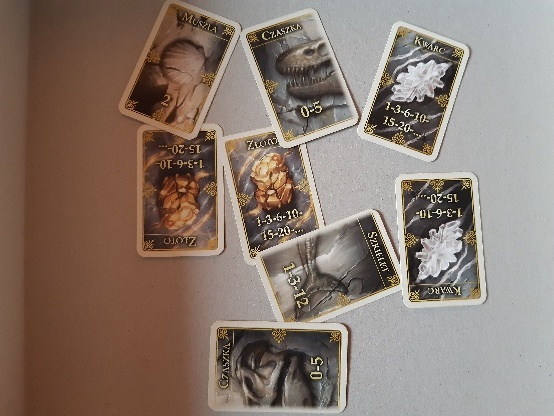 MUSZLA
2
CZASZKA
0-5
KWARC
1-3-6-10-
15-20-...
ZŁOTO
1-3-6-10-
15-20-...
ZŁOTO
1-3-6-10-
15-20-...
SZKIELET
1-3-12
KWARC
1-3-6-10-
15-20-...
CZASZKA
0-5